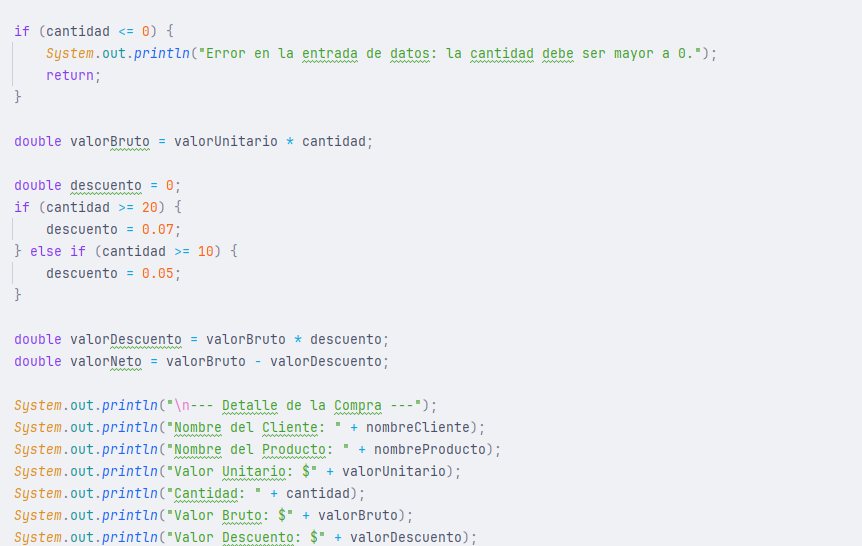 if (cantidad <= 0) {
    System.out.println("Error en la entrada de datos: la cantidad debe ser mayor a 0.");
    return;
}
double valorBruto = valorUnitario * cantidad;
double descuento = 0;
if (cantidad >= 20) {
    descuento = 0.07;
} else if (cantidad >= 10) {
    descuento = 0.05;
}
double valorDescuento = valorBruto * descuento;
double valorNeto = valorBruto - valorDescuento;
System.out.println("\n--- Detalle de la Compra ---");
System.out.println("Nombre del Cliente: " + nombreCliente);
System.out.println("Nombre del Producto: " + nombreProducto);
System.out.println("Valor Unitario: $" + valorUnitario);
System.out.println("Cantidad: " + cantidad);
System.out.println("Valor Bruto: $" + valorBruto);
System.out.println("Valor Descuento: $" + valorDescuento);